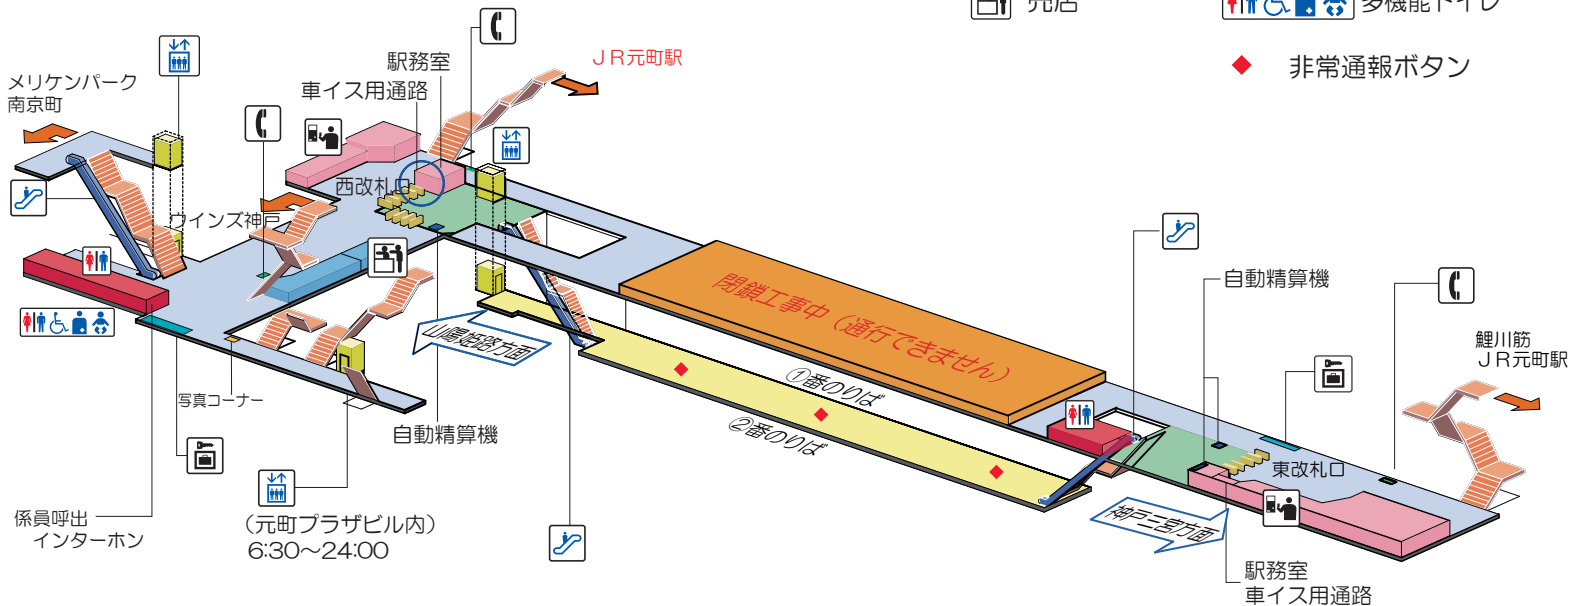 売店
多機能トイレ
非常通報ボタン
JR元町駅
駅務室
車イス用通路
メリケンパーク
南京町
西改札口
ウインズ神戸
自動精算機
閉鎖工事中（通行できません）
山陽姫路方面
①番のりば
②番のりば
鯉川筋
JR元町駅
写真コーナー
自動精算機
東改札口
係員呼出
インターホン
（元町プラザビル内）
6:30〜24:00
神戸三宮方面
駅務室
車イス用通路